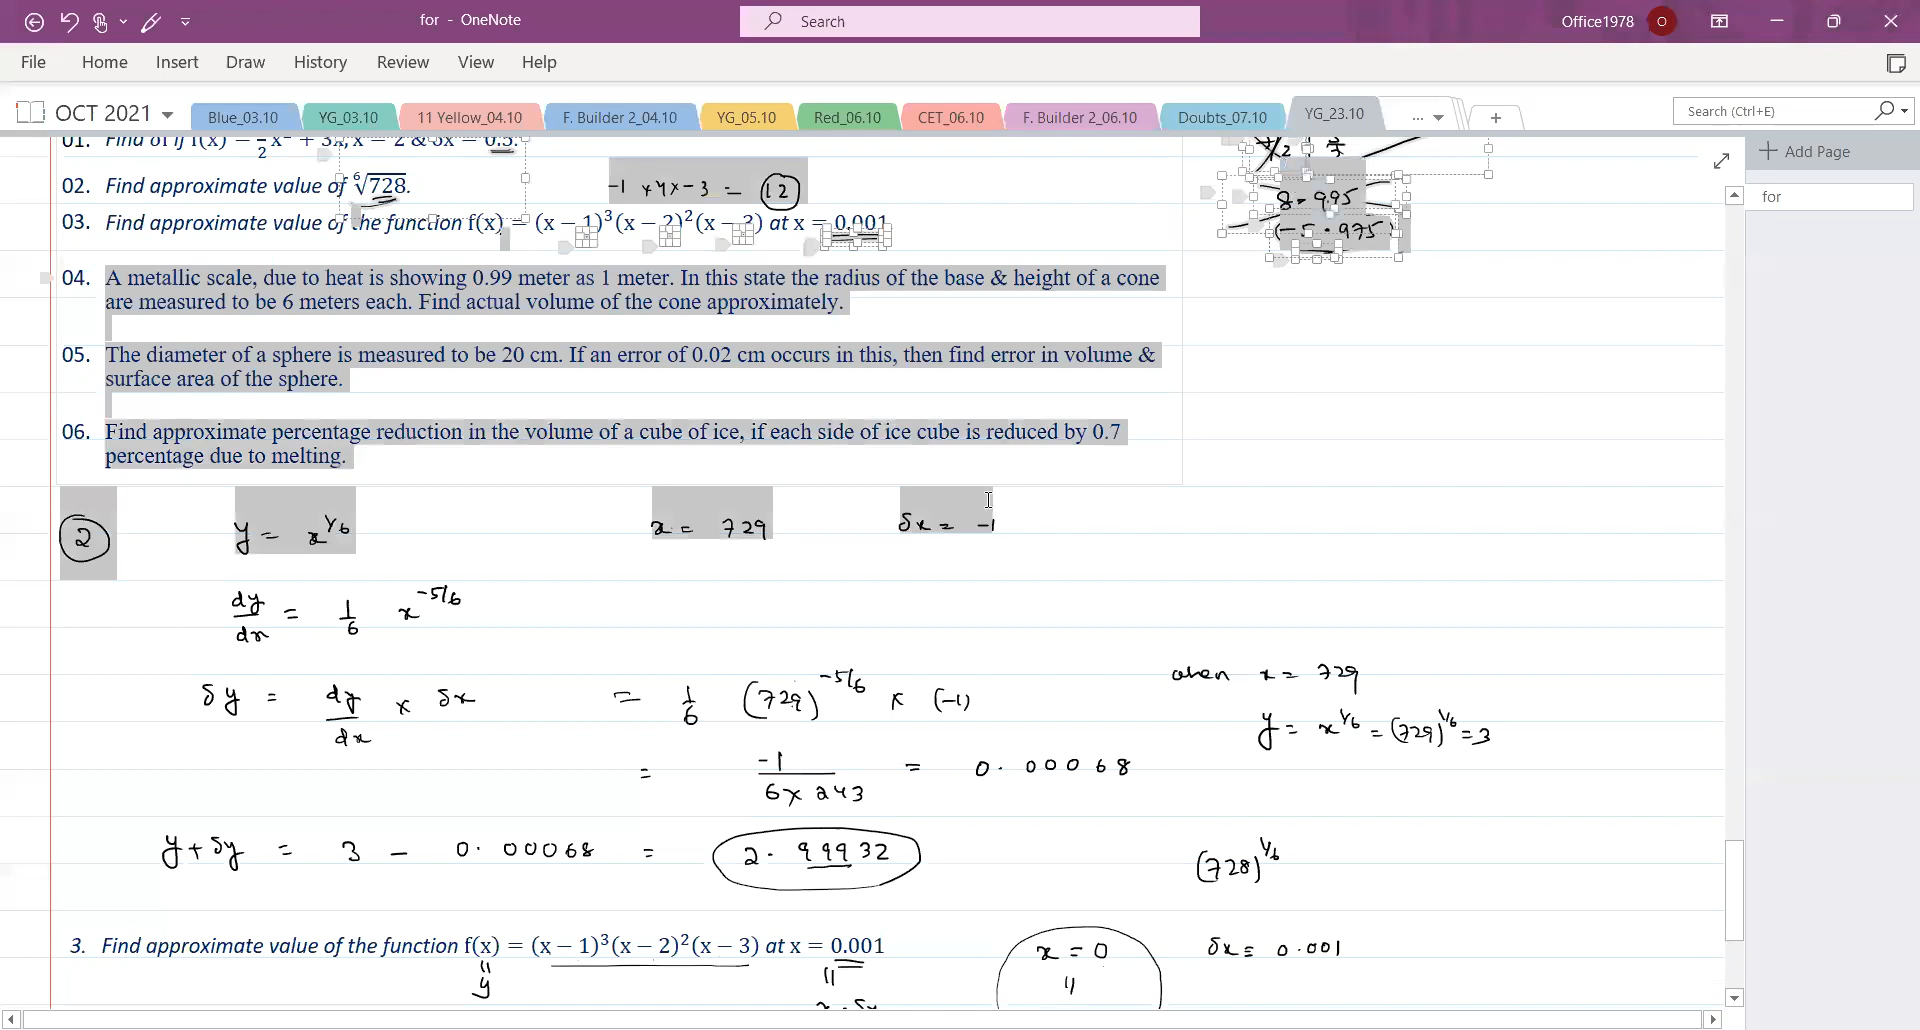 for - OneNote
Search
Office1978
O
File Home Insert Draw History Review View Help
OCT 2021
Blue_03.10 YG_03.10 11 Yellow_04.10 F. Builder 2_04.10 YG_05.10 Red_06.10 CET_06.10 F. Builder 2_06.10 Doubts_07.10 YG_23.10 ...
Search (Ctrl+E)
Add Page
for
01. Find δf if f(x) = 
02. Find approximate value of ⁶√728.
-1 x 4 x -3 = 12
8 - 9.95
(-5.975)
03. Find approximate value of the function f(x) = (x − 1)³(x − 2)²(x − 3) at x = 0.001
04. A metallic scale, due to heat is showing 0.99 meter as 1 meter. In this state the radius of the base & height of a cone
are measured to be 6 meters each. Find actual volume of the cone approximately.
05. The diameter of a sphere is measured to be 20 cm. If an error of 0.02 cm occurs in this, then find error in volume &
surface area of the sphere.
06. Find approximate percentage reduction in the volume of a cube of ice, if each side of ice cube is reduced by 0.7
percentage due to melting.
2 y = x^1/6 x = 729 δx = -1
dy/dx = 1/6 x^-5/6
δy = dy/dx x δx = 1/6 (729)^-5/6 x (-1)
when x = 729
y = x^1/6 = (729)^1/6 = 3
= -1/6x243 = 0.00068
y + δy = 3 - 0.00068 = 2.99932
(728)^1/6
3. Find approximate value of the function f(x) = (x − 1)³(x − 2)²(x − 3) at x = 0.001
x = 0
δx = 0.001
y